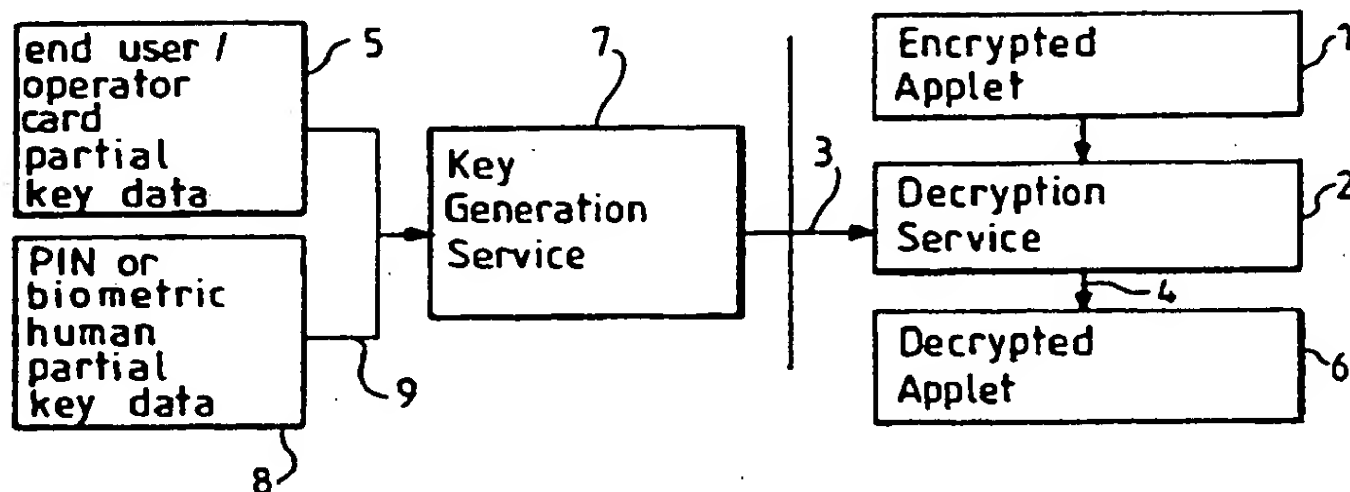 end user /
operator
card
partial
key data
5
PIN or
biometric
human
partial
key data
8
9
7
Key
Generation
Service
3
Encrypted
Applet
1
Decryption
Service
2
4
Decrypted
Applet
6